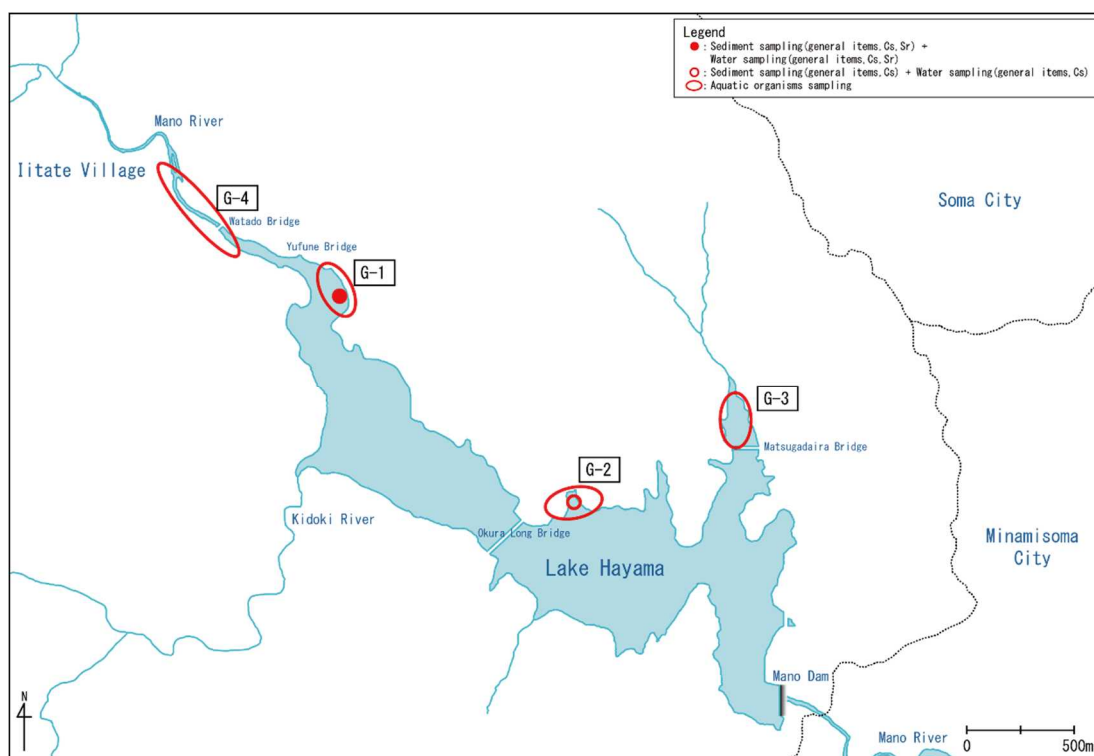 Legend
: Sediment sampling(general items,Cs,Sr) +
Water sampling(general items,Cs,Sr)
: Sediment sampling(general items,Cs) + Water sampling(general items,Cs)
: Aquatic organisms sampling
Mano River
Iitate Village
G-4
Watado Bridge
Yufune Bridge
G-1
Soma City
G-3
Matsugadaira Bridge
G-2
Kidoki River
Okura Long Bridge
Lake Hayama
Minamisoma
City
Mano Dam
N
0
500m
Mano River